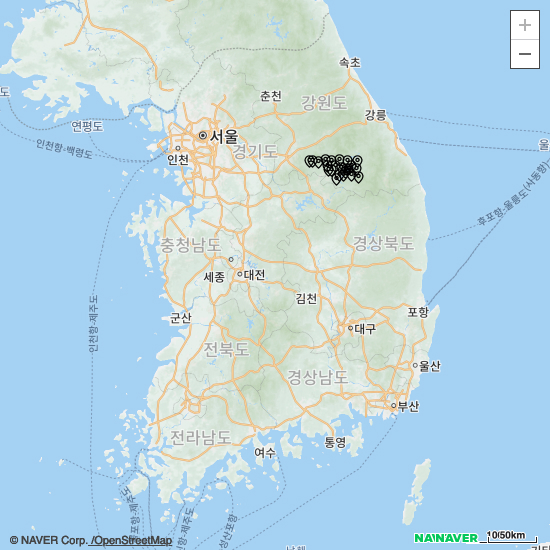 +
−
속초
춘천
강원도
도
강릉
연평도
서울
인천
경기도
인천항-백령도
울
후포항-울릉도(사동항)
충청남도
경상북도
세종
대전
인천항-제주도
김천
군산
포항
전북도
대구
경상남도
울산
부산
전라남도
여수
통영
© NAVER Corp. /OpenStreetMap
NAVER
10/50km